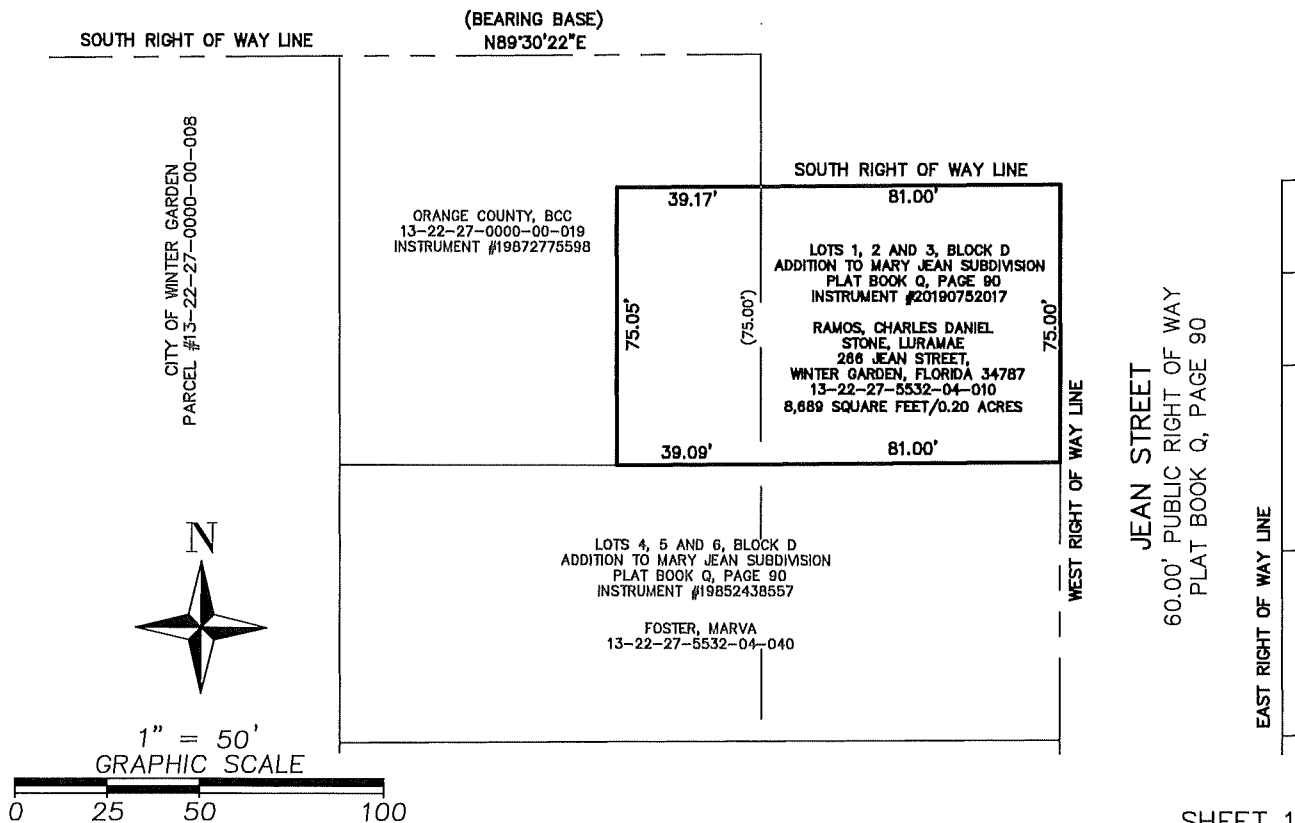 (BEARING BASE)
N89°30'22"E
SOUTH RIGHT OF WAY LINE
CITY OF WINTER GARDEN
PARCEL #13-22-27-0000-00-008
ORANGE COUNTY, BCC
13-22-27-0000-00-019
INSTRUMENT #19872775598
SOUTH RIGHT OF WAY LINE
39.17'
81.00'
75.05'
(75.00')
LOTS 1, 2 AND 3, BLOCK D
ADDITION TO MARY JEAN SUBDIVISION
PLAT BOOK Q, PAGE 90
INSTRUMENT #20190752017
RAMOS, CHARLES DANIEL
STONE, LURAMAE
286 JEAN STREET,
WINTER GARDEN, FLORIDA 34787
13-22-27-5532-04-010
8,689 SQUARE FEET/0.20 ACRES
75.00'
39.09'
81.00'
WEST RIGHT OF WAY LINE
JEAN STREET
60.00' PUBLIC RIGHT OF WAY
PLAT BOOK Q, PAGE 90
EAST RIGHT OF WAY LINE
LOTS 4, 5 AND 6, BLOCK D
ADDITION TO MARY JEAN SUBDIVISION
PLAT BOOK Q, PAGE 90
INSTRUMENT #19852438557
FOSTER, MARVA
13-22-27-5532-04-040
N
1" = 50'
GRAPHIC SCALE
0 25 50 100
SHEET 1